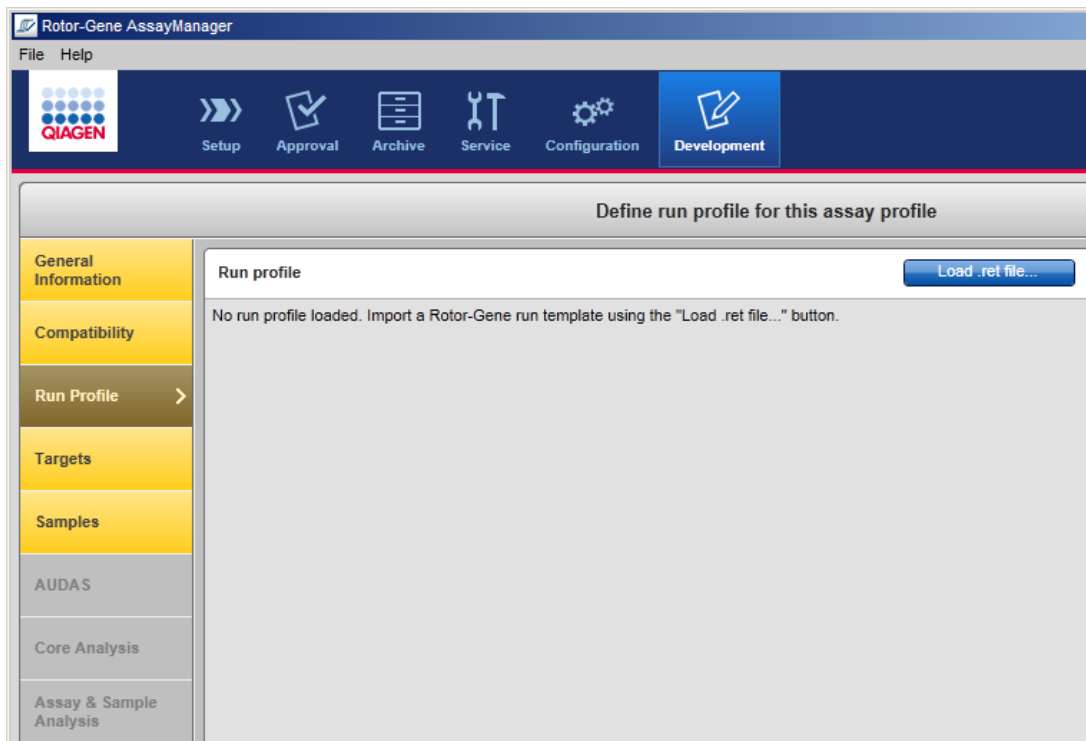 Rotor-Gene AssayManager
File Help
QIAGEN
Setup Approval Archive Service Configuration Development
Define run profile for this assay profile
General
Information
Run profile
Load .ret file...
No run profile loaded. Import a Rotor-Gene run template using the "Load .ret file..." button.
Compatibility
Run Profile
Targets
Samples
AUDAS
Core Analysis
Assay & Sample
Analysis